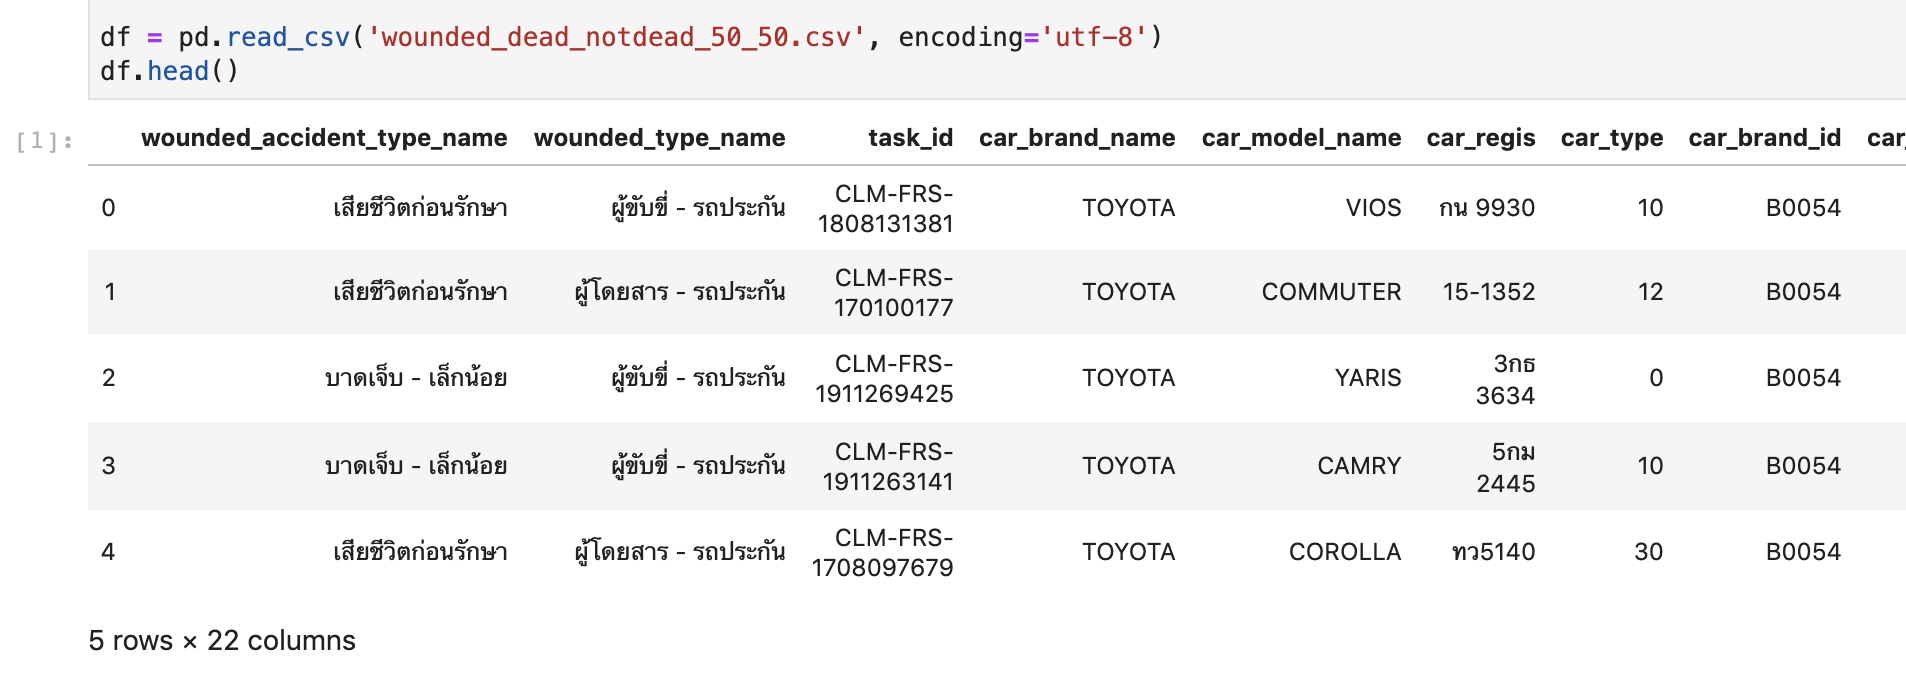 df = pd.read_csv('wounded_dead_notdead_50_50.csv', encoding='utf-8')
df.head()
[1]:
wounded_accident_type_name wounded_type_name task_id car_brand_name car_model_name car_regis car_type car_brand_id car_
0 เสียชีวิตก่อนรักษา ผู้ขับขี่ - รถประกัน CLM-FRS-1808131381 TOYOTA VIOS กน 9930 10 B0054
1 เสียชีวิตก่อนรักษา ผู้โดยสาร - รถประกัน CLM-FRS-170100177 TOYOTA COMMUTER 15-1352 12 B0054
2 บาดเจ็บ - เล็กน้อย ผู้ขับขี่ - รถประกัน CLM-FRS-1911269425 TOYOTA YARIS 3กธ 3634 0 B0054
3 บาดเจ็บ - เล็กน้อย ผู้ขับขี่ - รถประกัน CLM-FRS-1911263141 TOYOTA CAMRY 5กม 2445 10 B0054
4 เสียชีวิตก่อนรักษา ผู้โดยสาร - รถประกัน CLM-FRS-1708097679 TOYOTA COROLLA ทว5140 30 B0054
5 rows × 22 columns